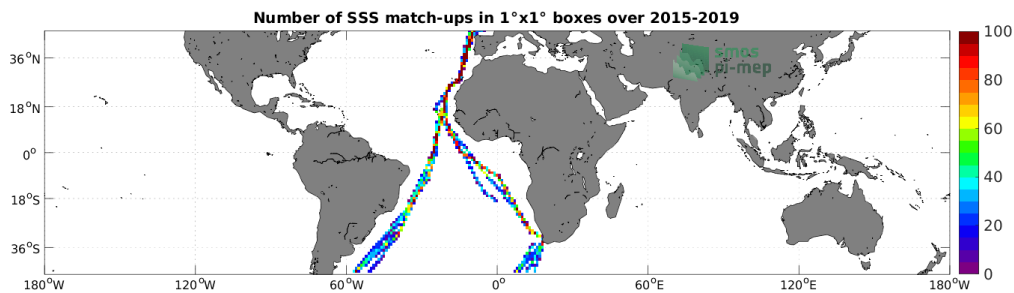 Number of SSS match-ups in 1°x1° boxes over 2015-2019
smos
pi-mep
36°N
18°N
0°
18°S
36°S
180°W
120°W
60°W
0°
60°E
120°E
180°W
100
80
60
40
20
0